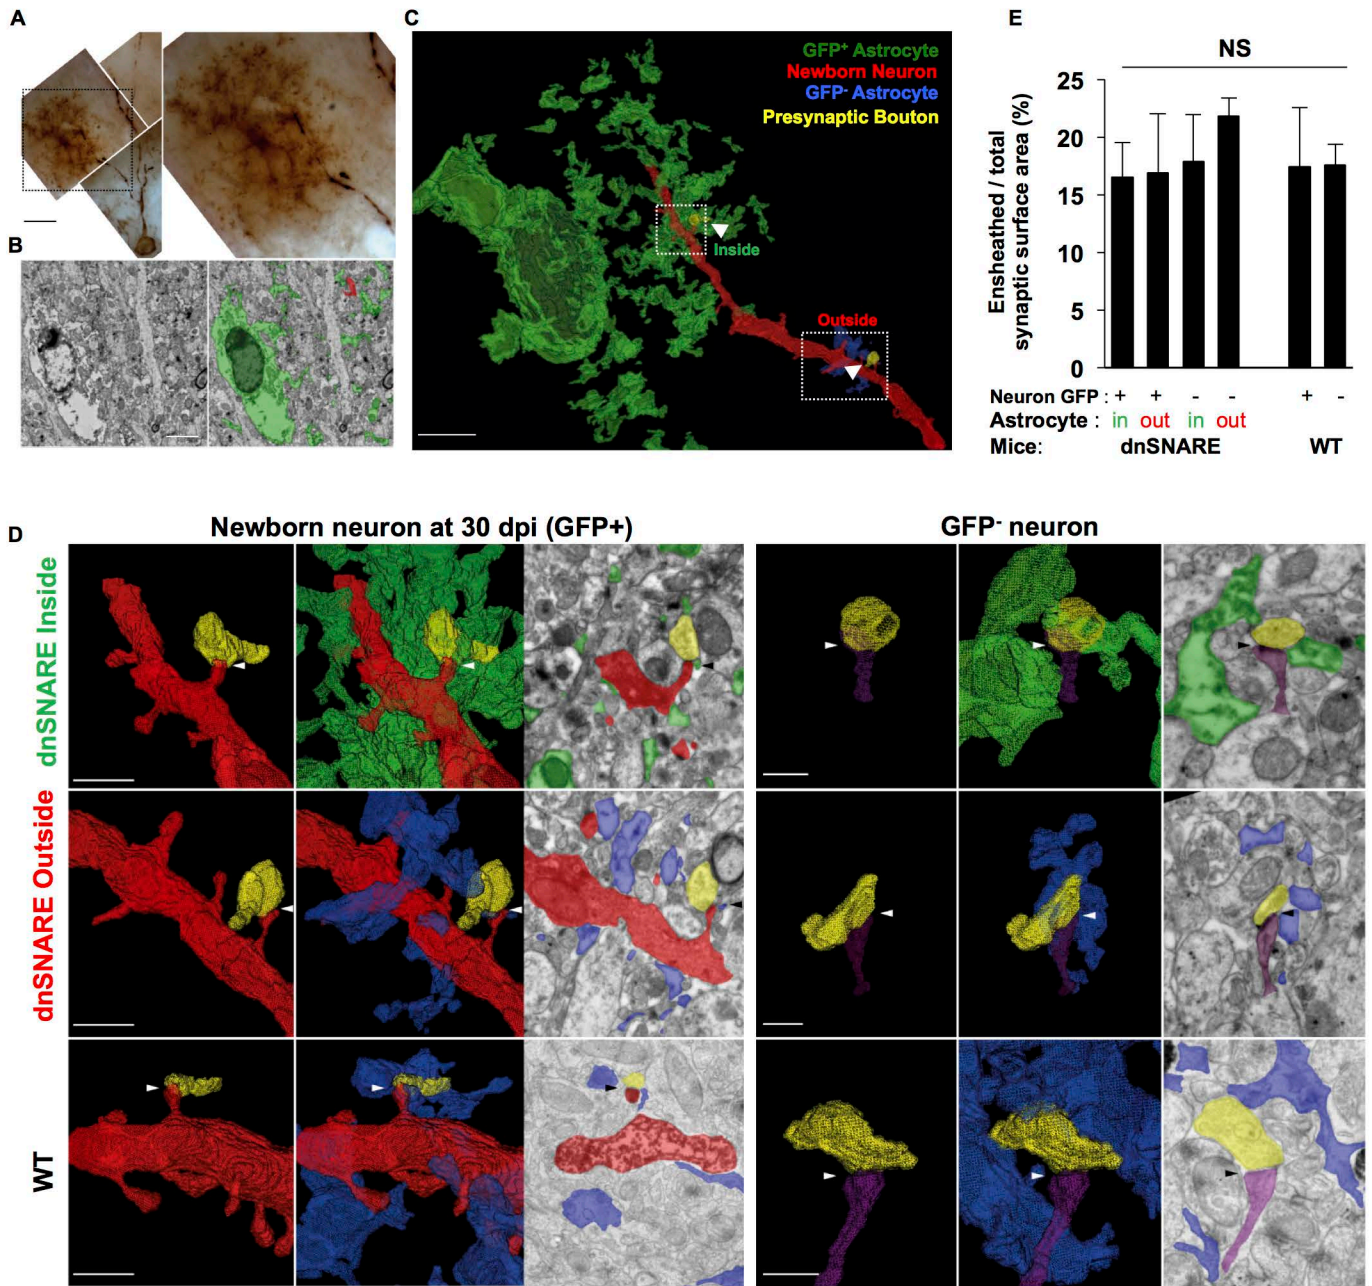 A
B
C
GFP⁺ Astrocyte
Newborn Neuron
GFP⁻ Astrocyte
Presynaptic Bouton
Inside
Outside
E
NS
Ensheathed / total
synaptic surface area (%)
25
20
15
10
5
0
Neuron GFP : + + - - + -
Astrocyte : in out in out
Mice: dnSNARE WT
D
Newborn neuron at 30 dpi (GFP+)
GFP⁻ neuron
dnSNARE Inside
dnSNARE Outside
WT